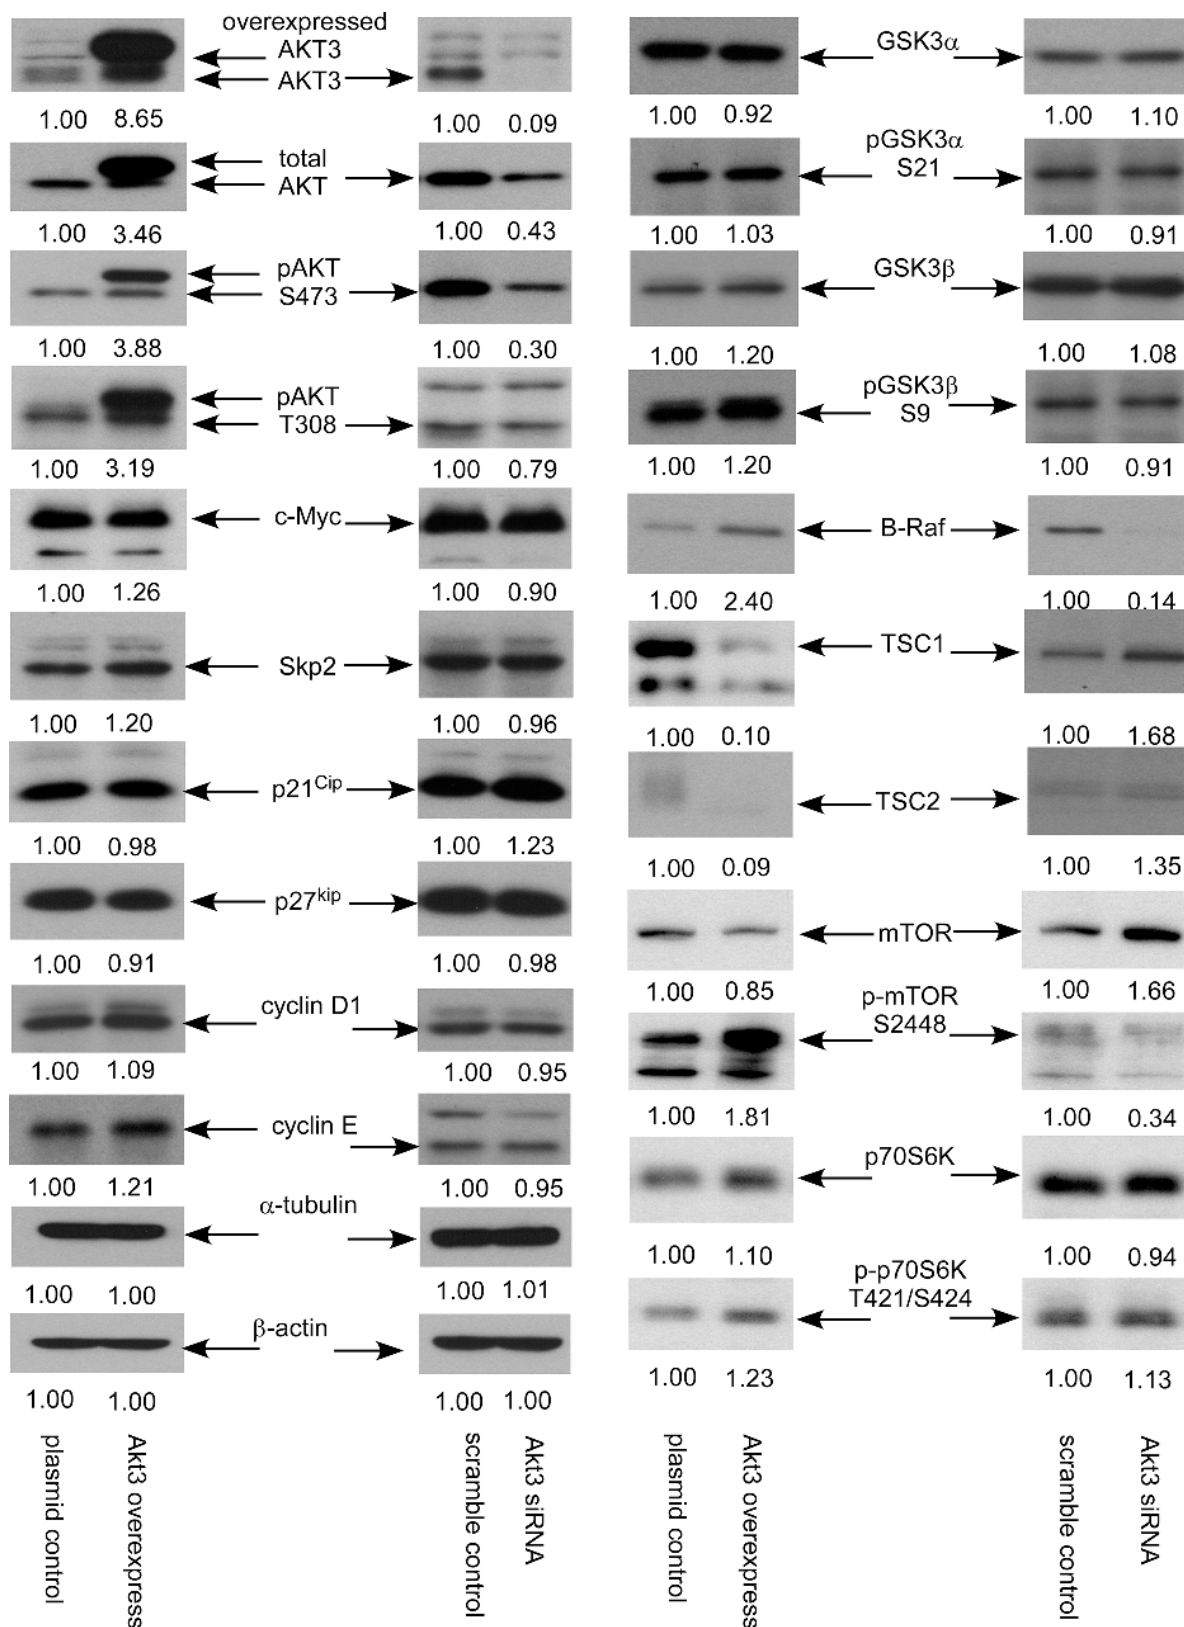 overexpressed
AKT3
AKT3
1.00 8.65 1.00 0.09
total
AKT
1.00 3.46 1.00 0.43
pAKT
S473
1.00 3.88 1.00 0.30
pAKT
T308
1.00 3.19 1.00 0.79
c-Myc
1.00 1.26 1.00 0.90
Skp2
1.00 1.20 1.00 0.96
p21Cip
1.00 0.98 1.00 1.23
p27kip
1.00 0.91 1.00 0.98
cyclin D1
1.00 1.09 1.00 0.95
cyclin E
1.00 1.21 1.00 0.95
α-tubulin
1.00 1.00 1.00 1.01
β-actin
1.00 1.00 1.00 1.00
plasmid control
Akt3 overexpress
scramble control
Akt3 siRNA
GSK3α
1.00 0.92 1.00 1.10
pGSK3α
S21
1.00 1.03 1.00 0.91
GSK3β
1.00 1.20 1.00 1.08
pGSK3β
S9
1.00 1.20 1.00 0.91
B-Raf
1.00 2.40 1.00 0.14
TSC1
1.00 0.10 1.00 1.68
TSC2
1.00 0.09 1.00 1.35
mTOR
1.00 0.85 1.00 1.66
p-mTOR
S2448
1.00 1.81 1.00 0.34
p70S6K
1.00 1.10 1.00 0.94
p-p70S6K
T421/S424
1.00 1.23 1.00 1.13
plasmid control
Akt3 overexpress
scramble control
Akt3 siRNA